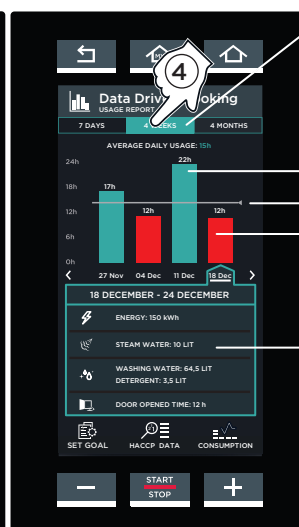 4
Data Driv    oking
USAGE REPORT
7 DAYS
4 WEEKS
4 MONTHS
AVERAGE DAILY USAGE: 15h
24h
22h
18h
17h
12h
12h
12h
6h
0h
27 Nov
04 Dec
11 Dec
18 Dec
18 DECEMBER - 24 DECEMBER
ENERGY: 150 kWh
STEAM WATER: 10 LIT
WASHING WATER: 64,5 LIT
DETERGENT: 3,5 LIT
DOOR OPENED TIME: 12 h
SET GOAL
HACCP DATA
CONSUMPTION
START
STOP